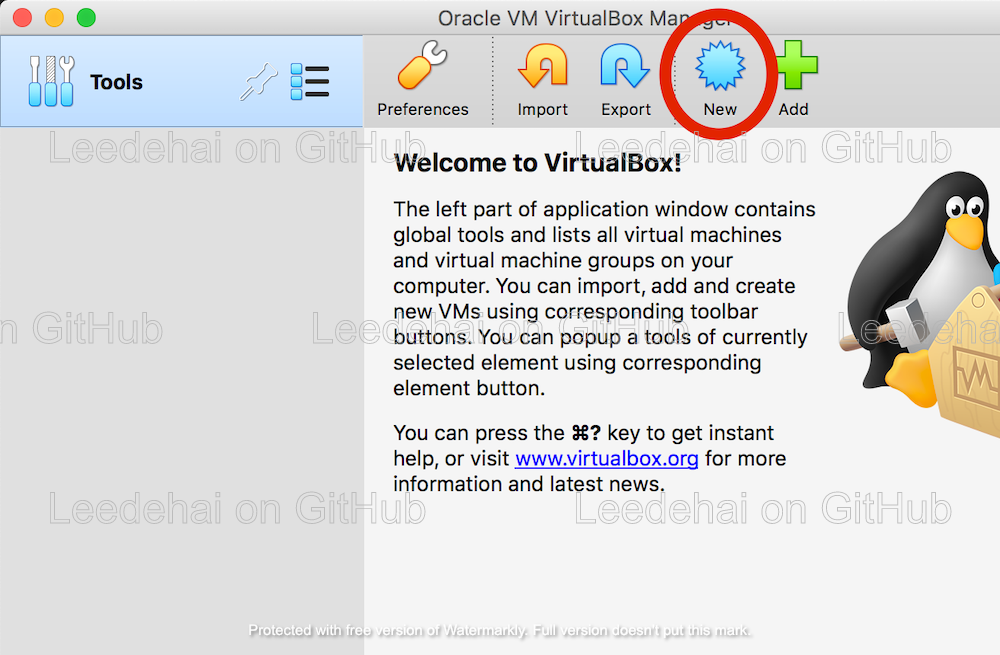 Oracle VM VirtualBox Manager
Tools
Preferences
Import
Export
New
Add
Leedehai on GitHub
Leedehai on GitHub
Welcome to VirtualBox!
The left part of application window contains
global tools and lists all virtual machines
and virtual machine groups on your
computer. You can import, add and create
new VMs using corresponding toolbar
buttons. You can popup a tools of currently
selected element using corresponding
element button.
n GitHub
Leedehai on GitHub
Leedehai
You can press the ⌘? key to get instant
help, or visit www.virtualbox.org for more
information and latest news.
Leedehai on GitHub
Leedehai on GitHub
Protected with free version of Watermarkly. Full version doesn't put this mark.